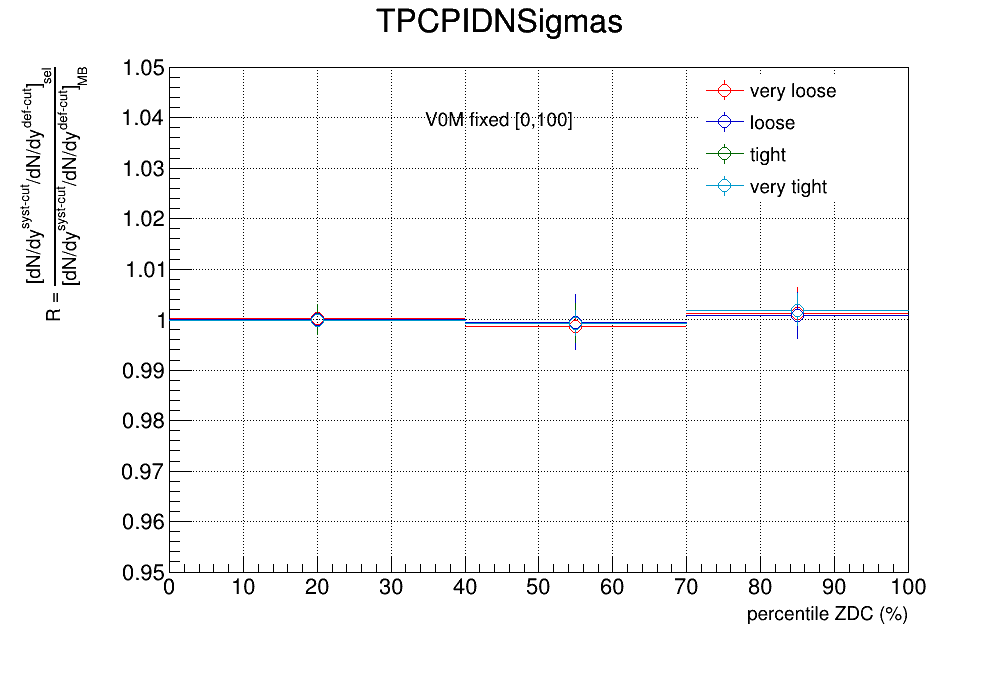 TPCPIDNSigmas
R = [dN/dy^syst-cut/dN/dy^def-cut]_sel
[dN/dy^syst-cut/dN/dy^def-cut]_MB
1.05
1.04
1.03
1.02
1.01
1
0.99
0.98
0.97
0.96
0.95
V0M fixed [0,100]
very loose
loose
tight
very tight
0 10 20 30 40 50 60 70 80 90 100
percentile ZDC (%)